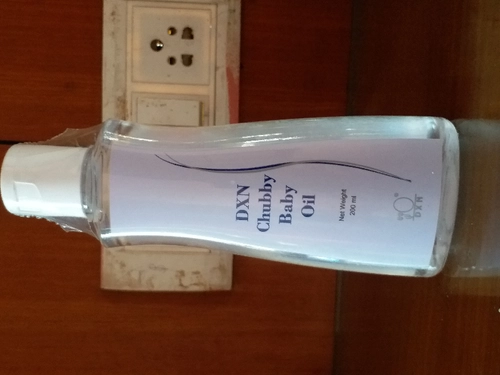 DXN
Chubby
Baby
Oil
Net Weight
200 ml
DXN